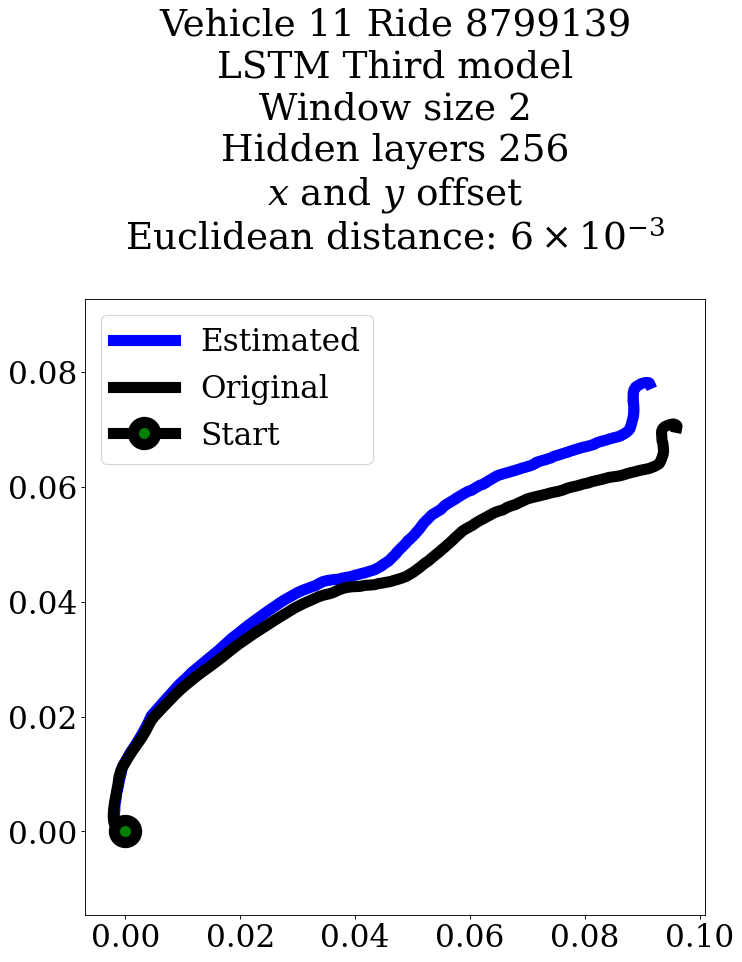 Vehicle 11 Ride 8799139
LSTM Third model
Window size 2
Hidden layers 256
x and y offset
Euclidean distance: 6 × 10⁻³
Estimated
Original
Start
0.08
0.06
0.04
0.02
0.00
0.00 0.02 0.04 0.06 0.08 0.10